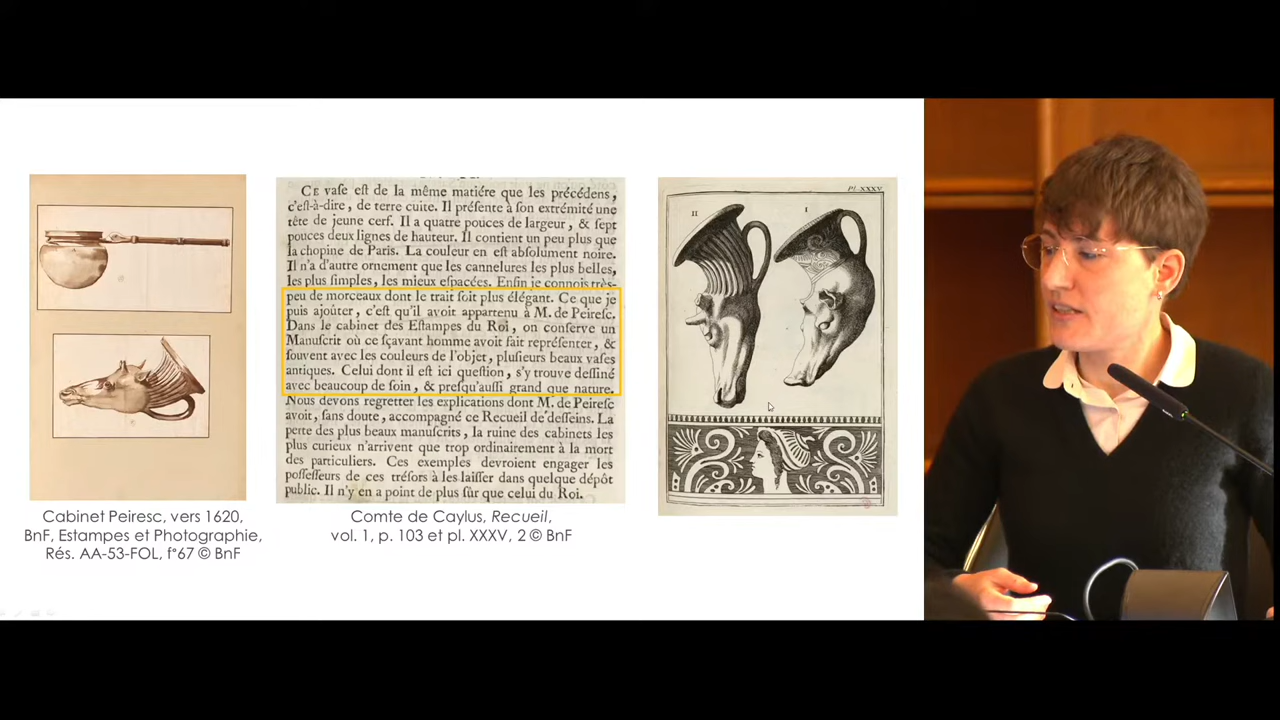 CE vaſe eſt de la même matiére que les précédens,
c'eſt-à-dire, de terre cuite. Il préſente à ſon extrémité une
tête de jeune cerf. Il a quatre pouces de largeur, & ſept
pouces deux lignes de hauteur. Il contient un peu plus que
la chopine de Paris. La couleur en eſt abſolument noire.
Il n'a d'autre ornement que les cannelures les plus belles,
les plus ſimples, les mieux eſpacées. Enfin je connois très-
peu de morceaux dont le trait ſoit plus élégant. Ce que je
puis ajoûter, c'eſt qu'il avoit appartenu à M. de Peireſc.
Dans le cabinet des Eſtampes du Roi, on conſerve un
Manuſcrit où ce ſçavant homme avoit fait repréſenter, &
ſouvent avec les couleurs de l'objet, pluſieurs beaux vaſes
antiques. Celui dont il eſt ici queſtion, s'y trouve deſſiné
avec beaucoup de ſoin, & preſqu'auſſi grand que nature.
Nous devons regretter les explications dont M. de Peireſc
avoit, ſans doute, accompagné ce Recueil de deſſeins. La
perte des plus beaux manuſcrits, la ruine des cabinets les
plus curieux n'arrivent que trop ordinairement à la mort
des particuliers. Ces exemples devroient engager les
poſſeſſeurs de ces tréſors à les laiſſer dans quelque dépôt
public. Il n'y en a point de plus ſûr que celui du Roi.
Pl. XXXV
II
I
Cabinet Peiresc, vers 1620,
BnF, Estampes et Photographie,
Rés. AA-53-FOL, f°67 © BnF
Comte de Caylus, Recueil,
vol. 1, p. 103 et pl. XXXV, 2 © BnF